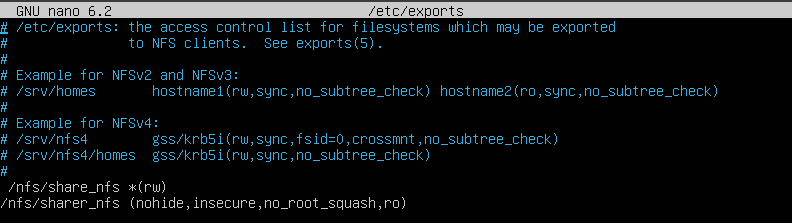 GNU nano 6.2 /etc/exports
# /etc/exports: the access control list for filesystems which may be exported
# to NFS clients. See exports(5).
#
# Example for NFSv2 and NFSv3:
# /srv/homes hostname1(rw,sync,no_subtree_check) hostname2(ro,sync,no_subtree_check)
#
# Example for NFSv4:
# /srv/nfs4 gss/krb5i(rw,sync,fsid=0,crossmnt,no_subtree_check)
# /srv/nfs4/homes gss/krb5i(rw,sync,no_subtree_check)
#
/nfs/share_nfs *(rw)
/nfs/sharer_nfs (nohide,insecure,no_root_squash,ro)